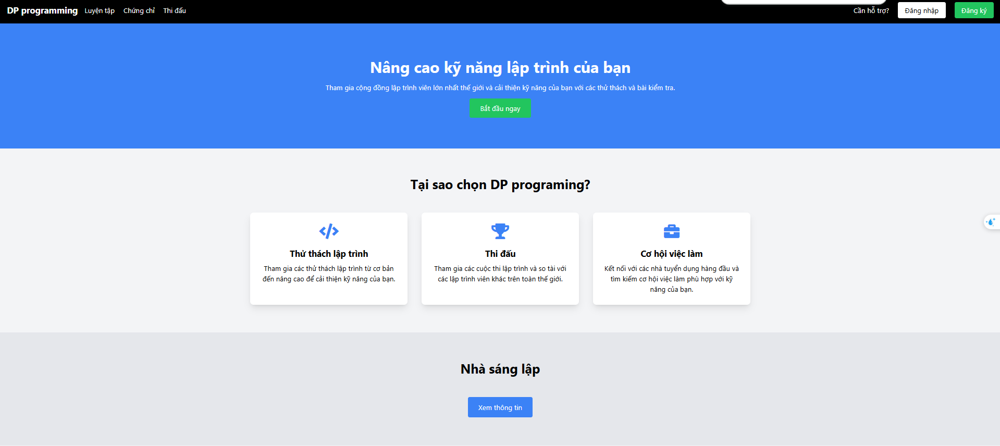 DP programming Luyện tập Chứng chỉ Thi đấu Cần hỗ trợ? Đăng nhập Đăng ký
Nâng cao kỹ năng lập trình của bạn
Tham gia cộng đồng lập trình viên lớn nhất thế giới và cải thiện kỹ năng của bạn với các thử thách và bài kiểm tra.
Bắt đầu ngay
Tại sao chọn DP programing?
Thử thách lập trình
Tham gia các thử thách lập trình từ cơ bản
đến nâng cao để cải thiện kỹ năng của bạn.
Thi đấu
Tham gia các cuộc thi lập trình và so tài với
các lập trình viên khác trên toàn thế giới.
Cơ hội việc làm
Kết nối với các nhà tuyển dụng hàng đầu và
tìm kiếm cơ hội việc làm phù hợp với kỹ
năng của bạn.
Nhà sáng lập
Xem thông tin